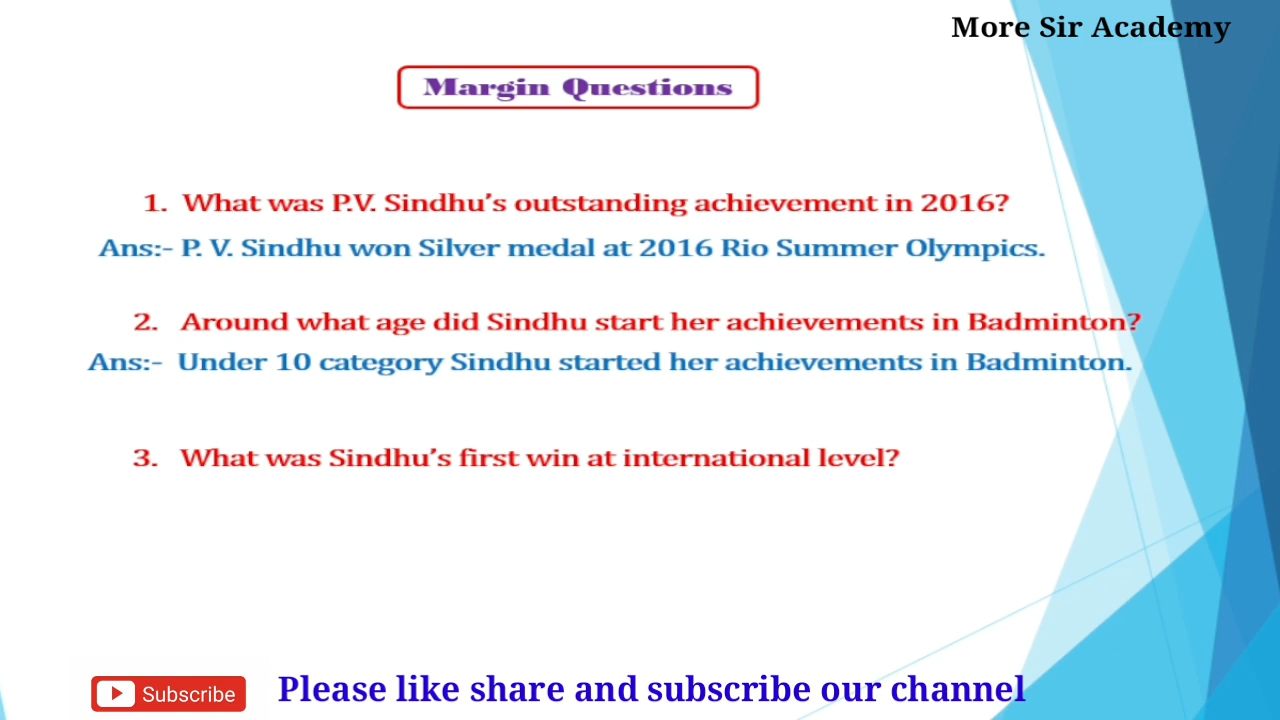 More Sir Academy
Margin Questions
1. What was P.V. Sindhu’s outstanding achievement in 2016?
Ans:- P. V. Sindhu won Silver medal at 2016 Rio Summer Olympics.
2. Around what age did Sindhu start her achievements in Badminton?
Ans:- Under 10 category Sindhu started her achievements in Badminton.
3. What was Sindhu’s first win at international level?
Subscribe Please like share and subscribe our channel